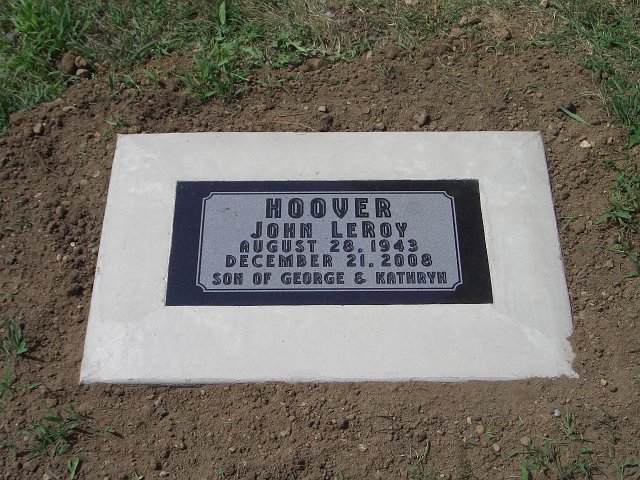 HOOVER
JOHN LEROY
AUGUST 28, 1943
DECEMBER 21, 2008
SON OF GEORGE & KATHRYN